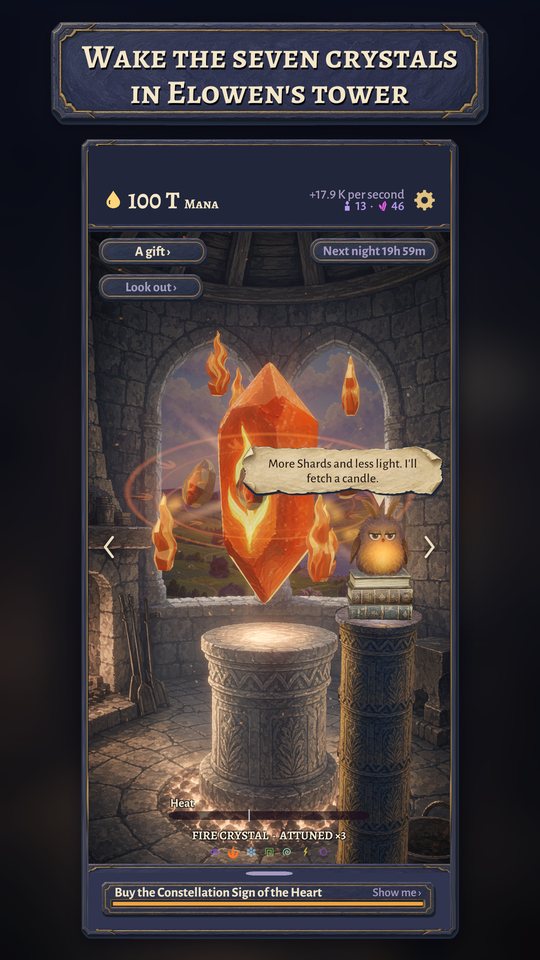 Wake the seven crystals
in Elowen's tower
100 T Mana
+17.9 K per second
13 · 46
A gift ›
Next night 19h 59m
Look out ›
More Shards and less light. I'll
fetch a candle.
Heat
FIRE CRYSTAL · ATTUNED ×3
Buy the Constellation Sign of the Heart
Show me ›